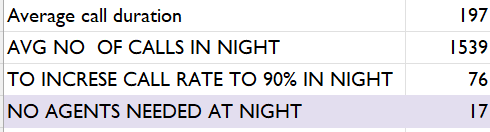 Average call duration 197
AVG NO  OF CALLS IN NIGHT 1539
TO INCRESE CALL RATE TO 90% IN NIGHT 76
NO AGENTS NEEDED AT NIGHT 17